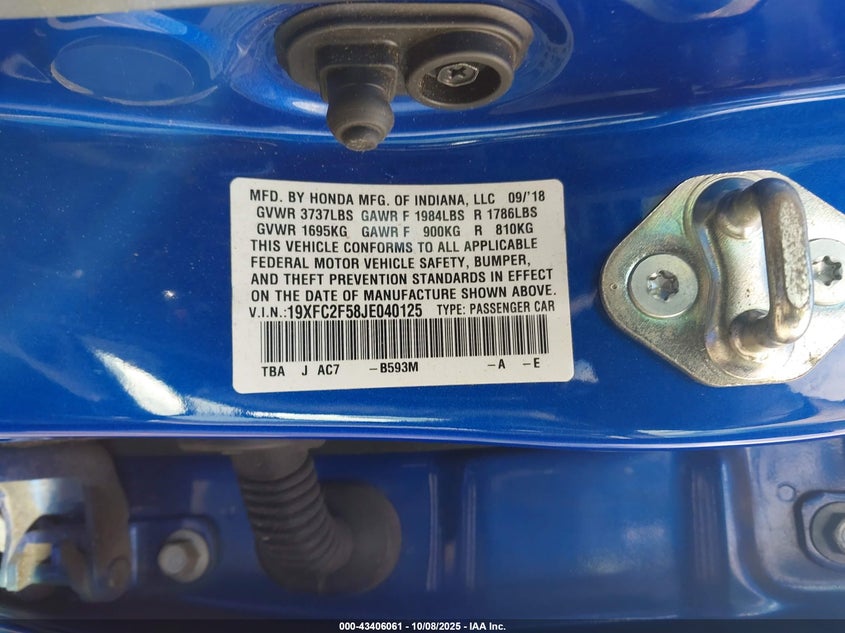 MFD. BY HONDA MFG. OF INDIANA, LLC 09/'18
GVWR 3737LBS GAWR F 1984LBS R 1786LBS
GVWR 1695KG GAWR F 900KG R 810KG
THIS VEHICLE CONFORMS TO ALL APPLICABLE
FEDERAL MOTOR VEHICLE SAFETY, BUMPER,
AND THEFT PREVENTION STANDARDS IN EFFECT
ON THE DATE OF MANUFACTURE SHOWN ABOVE.
V.I.N.:19XFC2F58JE040125 TYPE: PASSENGER CAR
TBA J AC7 -B593M -A -E
000-43406061 - 10/08/2025 - IAA Inc.